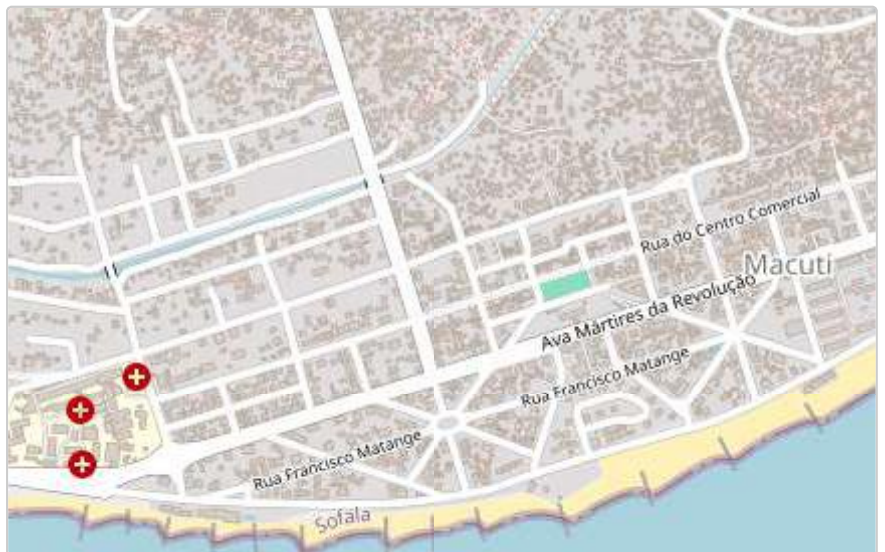 Rua do Centro Comercial
Macuti
Ava Mártires da Revolução
Rua Francisco Matange
Rua Francisco Matange
Sofala